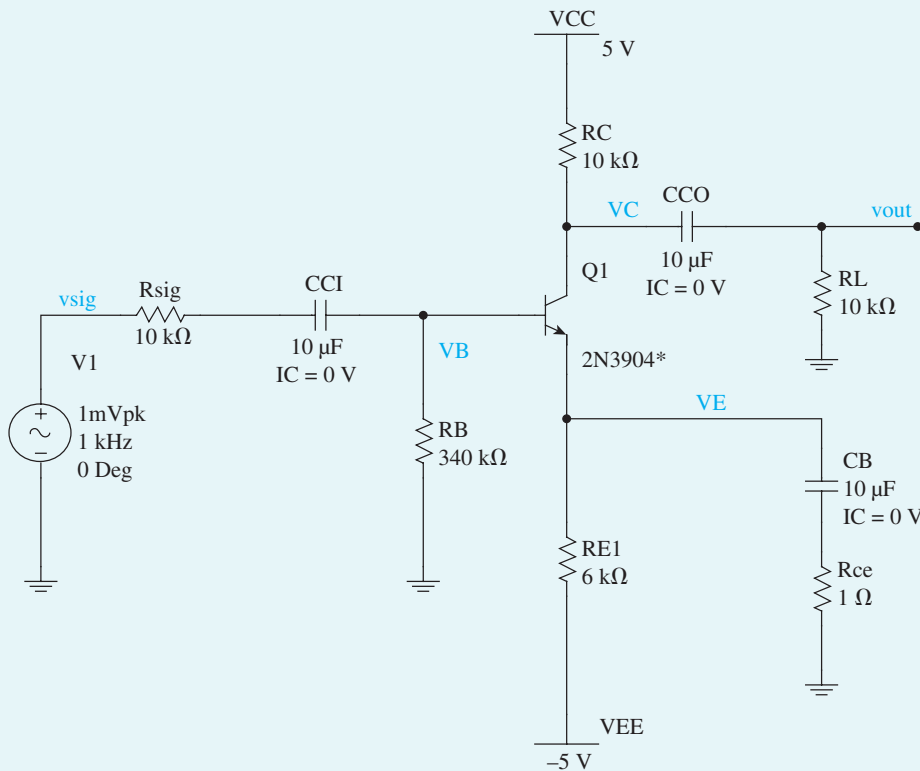 VCC
5 V
RC
10 kΩ
CCO
VC
vout
10 µF
IC = 0 V
Q1
RL
10 kΩ
Rsig
CCI
vsig
10 kΩ
10 µF
IC = 0 V
V1
VB
2N3904*
VE
1mVpk
1 kHz
0 Deg
RB
340 kΩ
CB
10 µF
IC = 0 V
RE1
6 kΩ
Rce
1 Ω
VEE
–5 V
+
–